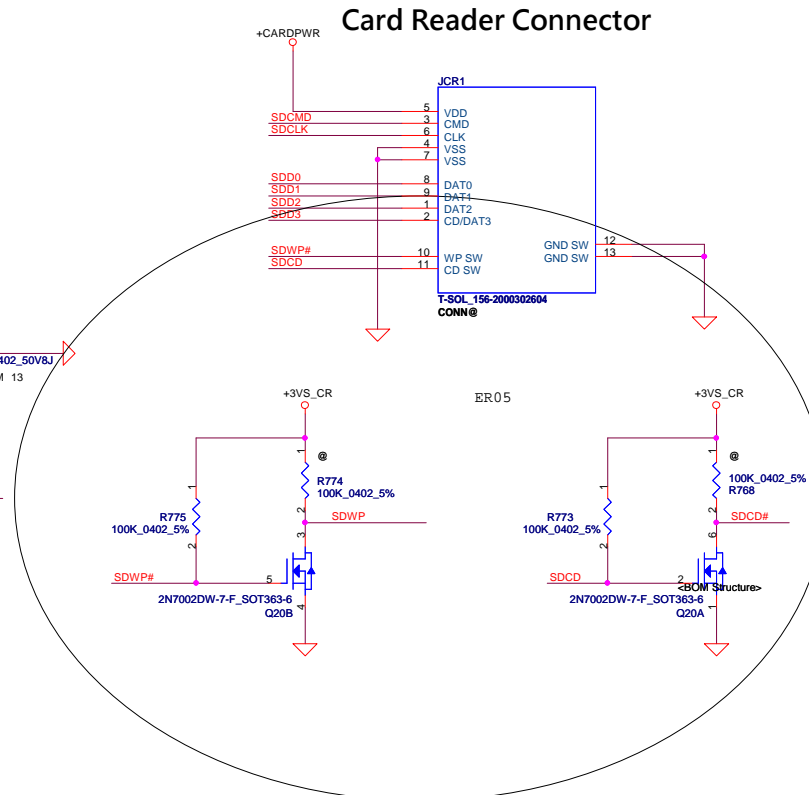 Card Reader Connector
+CARDPWR
JCR1
5 VDD
SDCMD 3 CMD
SDCLK 6 CLK
4 VSS
7 VSS
SDD0 8 DAT0
SDD1 9 DAT1
SDD2 1 DAT2
SDD3 2 CD/DAT3
GND SW 12
SDWP# 10 WP SW GND SW 13
SDCD 11 CD SW
T-SOL_156-2000302604
CONN@
402_50V8J
M 13
+3VS_CR
ER05
+3VS_CR
1 @
1 @
R774
100K_0402_5%
100K_0402_5%
R768
1
2
1
2
R775
100K_0402_5%
R773
100K_0402_5%
SDWP
SDCD#
2
3
2
6
SDWP# 5
SDCD 2
<BOM Structure>
2N7002DW-7-F_SOT363-6
Q20B
4
2N7002DW-7-F_SOT363-6
Q20A
1